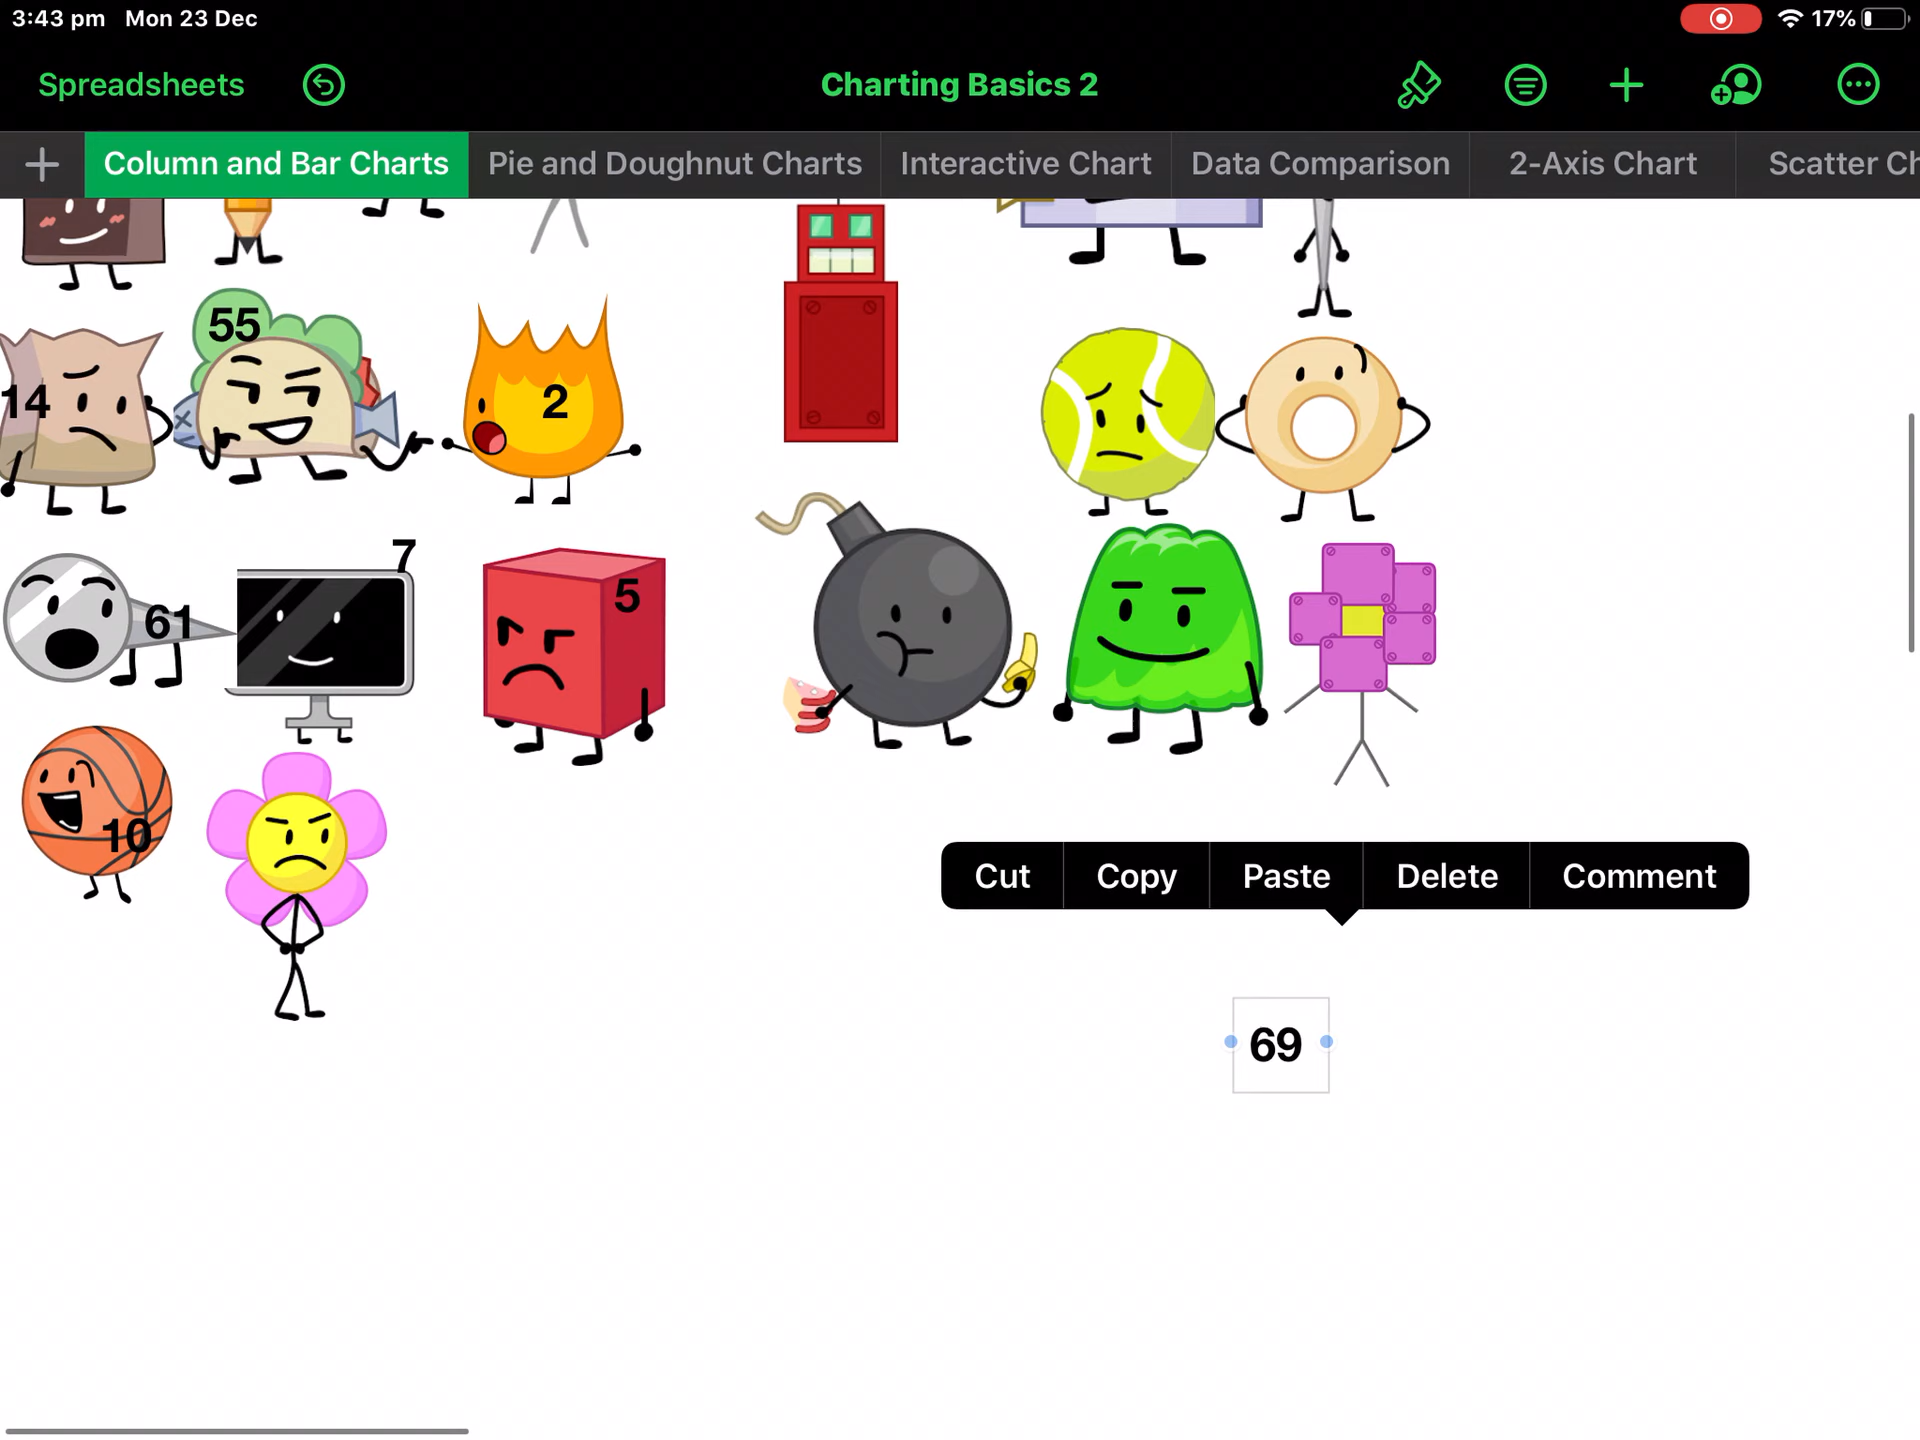 3:43 pm Mon 23 Dec 17%
Spreadsheets Charting Basics 2
Column and Bar Charts Pie and Doughnut Charts Interactive Chart Data Comparison 2-Axis Chart Scatter Ch
55
14
2
7
5
61
10
Cut Copy Paste Delete Comment
69